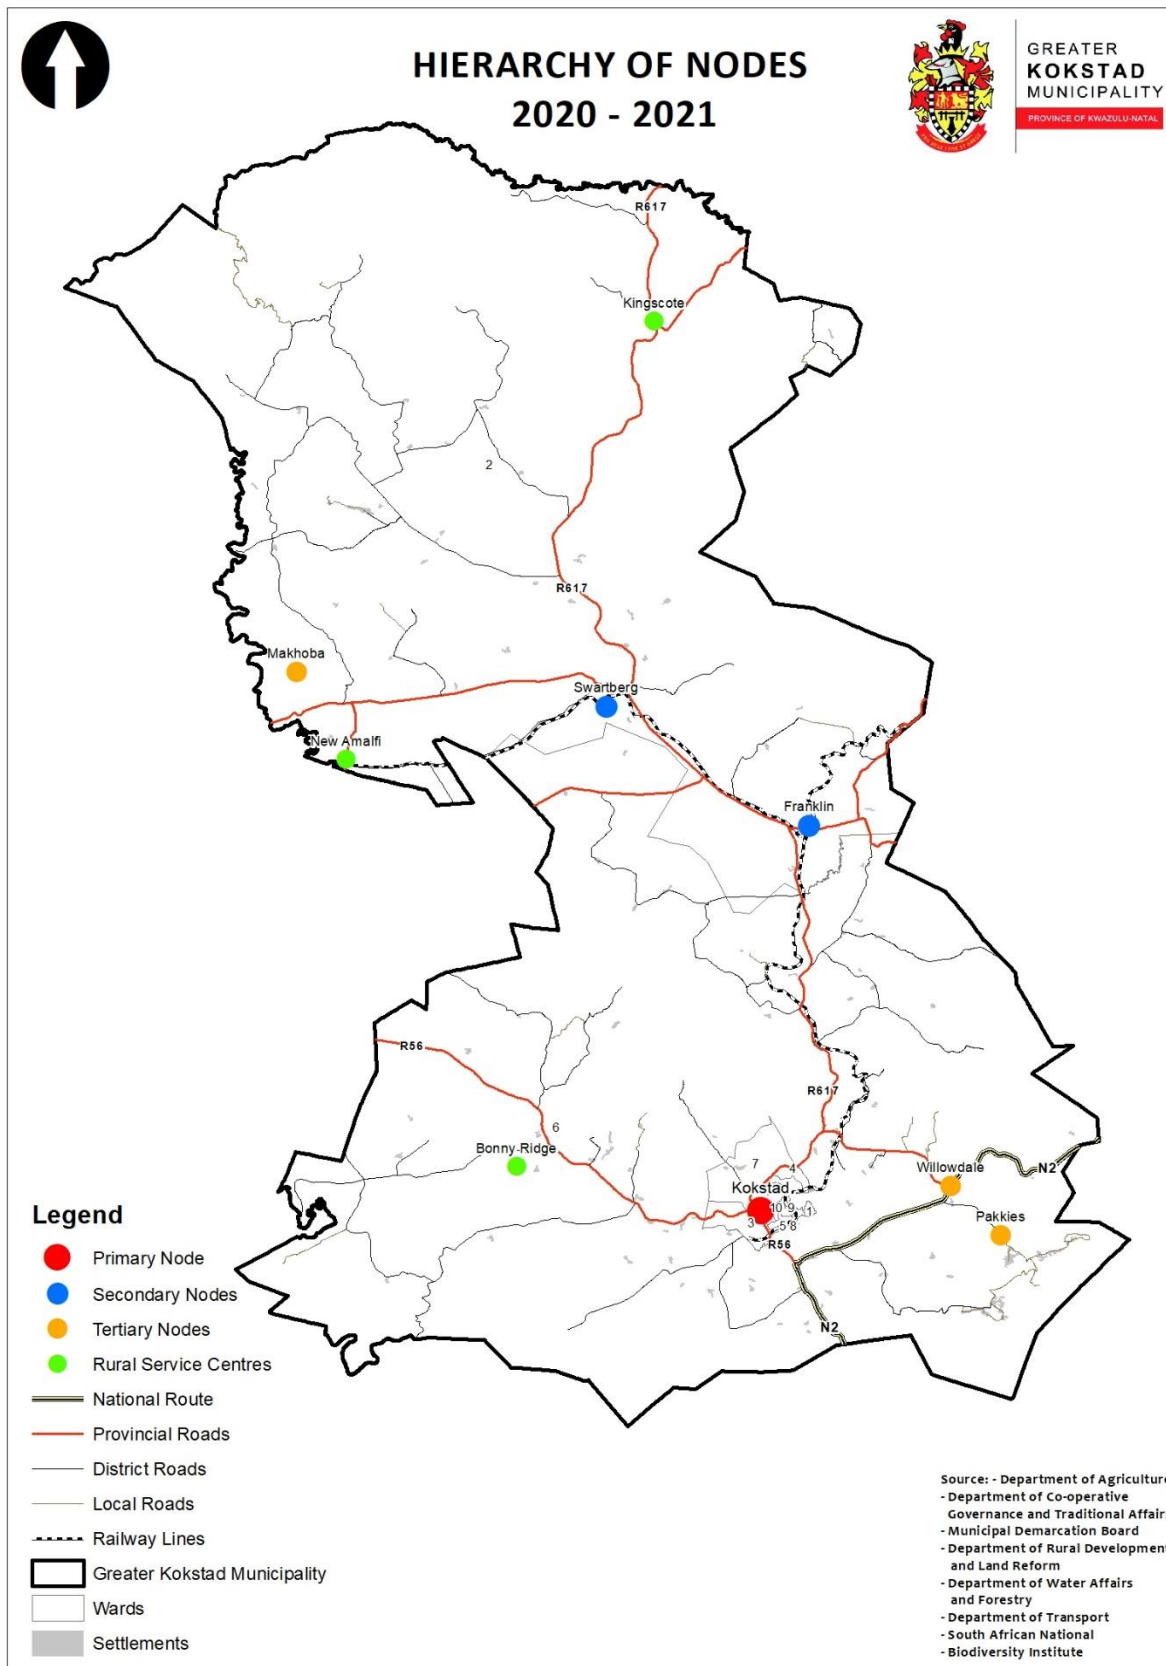 HIERARCHY OF NODES
2020 - 2021
GREATER
KOKSTAD
MUNICIPALITY
PROVINCE OF KWAZULU-NATAL
R617
Kingscote
2
R617
Makhoba
Swartberg
New Amalfi
Franklin
R56
R617
6
Bonny-Ridge
7
4
Willowdale
N2
Kokstad
10
9
1
3
5
8
Pakkies
R56
N2
Legend
Primary Node
Secondary Nodes
Tertiary Nodes
Rural Service Centres
National Route
Provincial Roads
District Roads
Local Roads
Railway Lines
Greater Kokstad Municipality
Wards
Settlements
Source: - Department of Agriculture
- Department of Co-operative
Governance and Traditional Affairs
- Municipal Demarcation Board
- Department of Rural Development
and Land Reform
- Department of Water Affairs
and Forestry
- Department of Transport
- South African National
- Biodiversity Institute